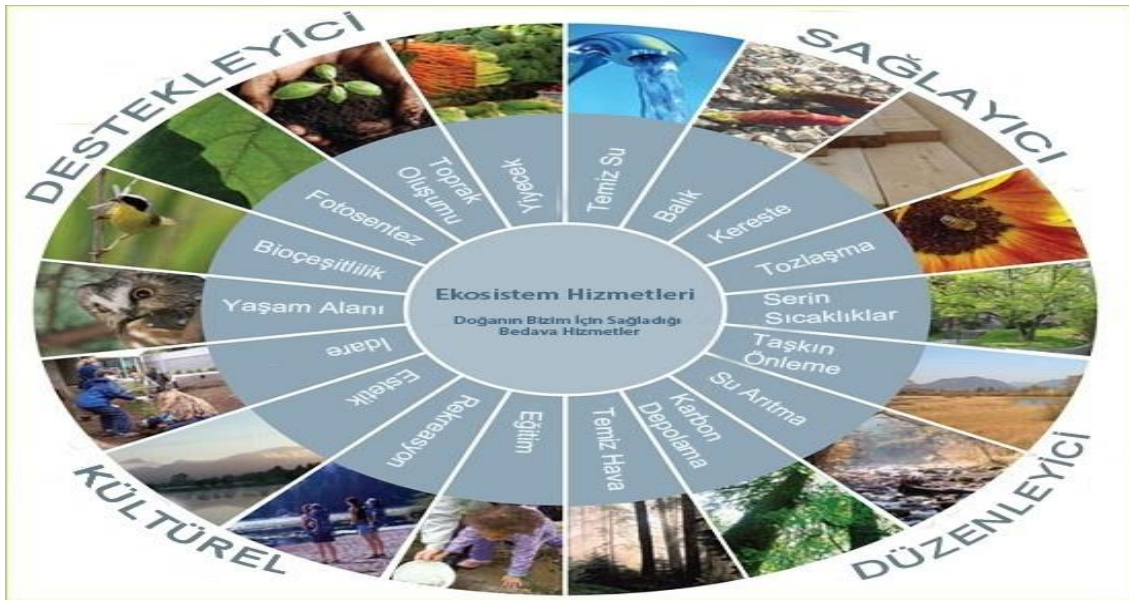 DESTEKLEYİCİ
SAĞLAYICI
DÜZENLEYİCİ
KÜLTÜREL
Yiyecek
Temiz Su
Balık
Kereste
Tozlaşma
Serin
Sıcaklıklar
Taşkın
Önleme
Su Arıtma
Karbon
Depolama
Temiz Hava
Eğitim
Rekreasyon
Estetik
İdare
Yaşam Alanı
Bioçeşitlilik
Fotosentez
Toprak
Oluşumu
Ekosistem Hizmetleri
Doğanın Bizim İçin Sağladığı
Bedava Hizmetler